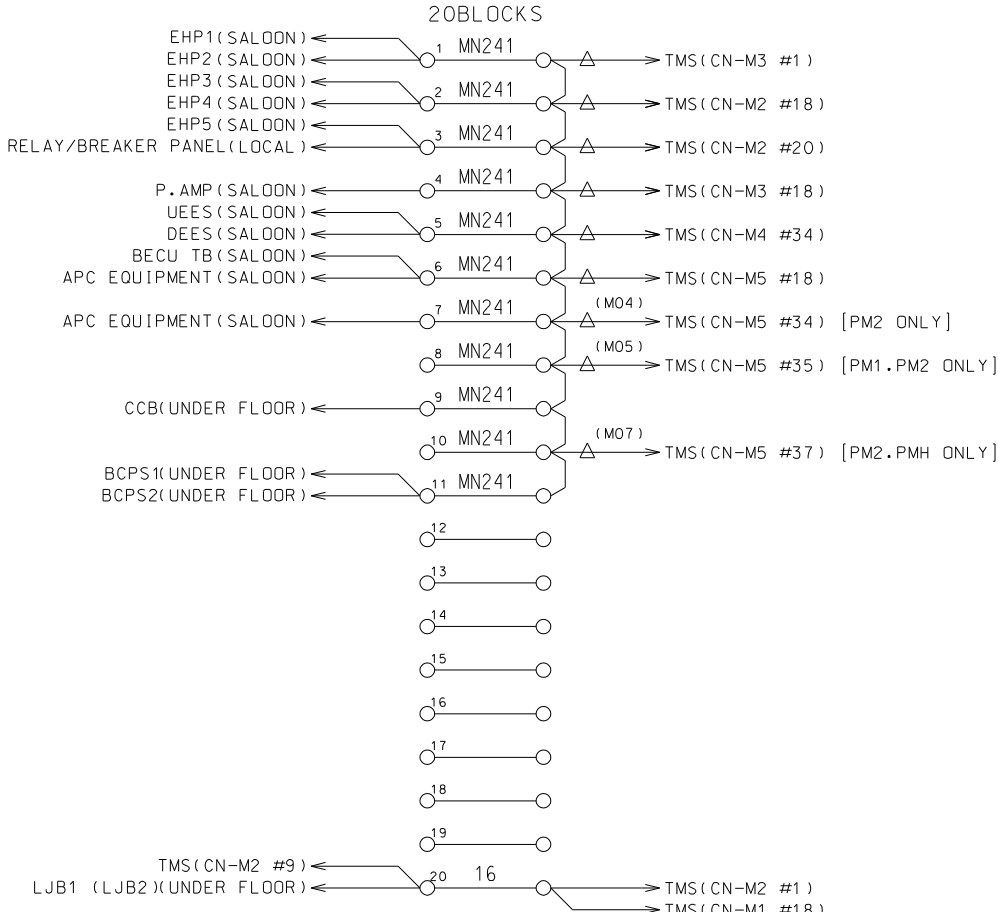 20BLOCKS
EHP1(SALOON)
EHP2(SALOON) 1 MN241 TMS(CN-M3 #1)
EHP3(SALOON)
EHP4(SALOON) 2 MN241 TMS(CN-M2 #18)
EHP5(SALOON)
RELAY/BREAKER PANEL(LOCAL) 3 MN241 TMS(CN-M2 #20)
P.AMP(SALOON) 4 MN241 TMS(CN-M3 #18)
UEES(SALOON)
DEES(SALOON) 5 MN241 TMS(CN-M4 #34)
BECU TB(SALOON)
APC EQUIPMENT(SALOON) 6 MN241 TMS(CN-M5 #18)
(M04)
APC EQUIPMENT(SALOON) 7 MN241 TMS(CN-M5 #34) [PM2 ONLY]
(M05)
8 MN241 TMS(CN-M5 #35) [PM1.PM2 ONLY]
CCB(UNDER FLOOR) 9 MN241
(M07)
10 MN241 TMS(CN-M5 #37) [PM2.PMH ONLY]
BCPS1(UNDER FLOOR)
BCPS2(UNDER FLOOR) 11 MN241
12
13
14
15
16
17
18
19
TMS(CN-M2 #9)
LJB1 (LJB2)(UNDER FLOOR) 20 16 TMS(CN-M2 #1)
TMS(CN-M1 #18)